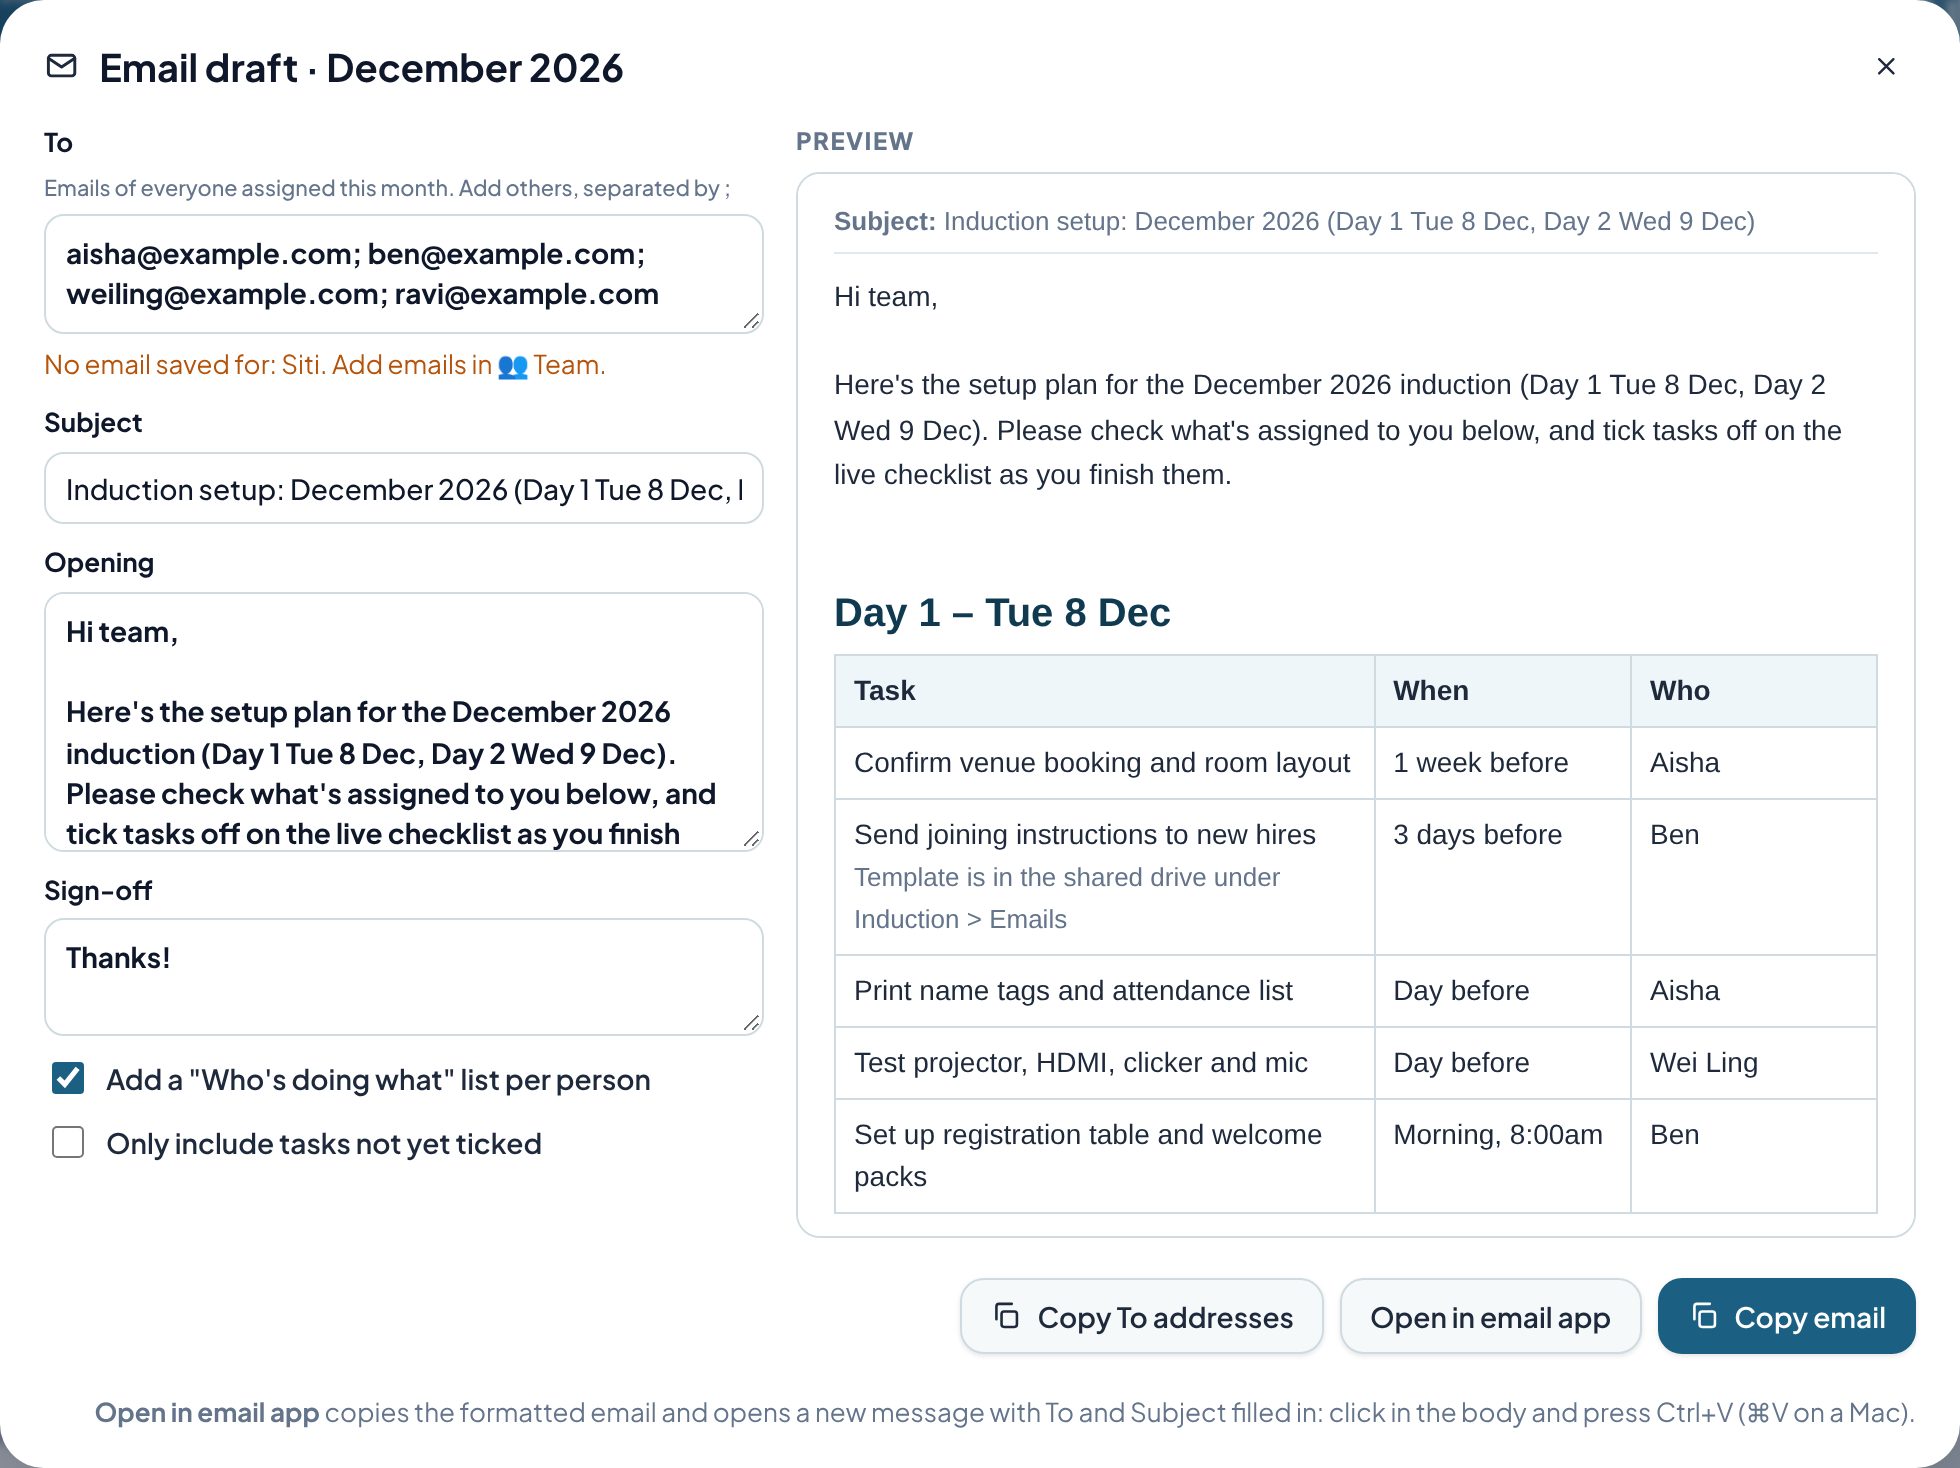 Email draft · December 2026
To
Emails of everyone assigned this month. Add others, separated by ;
aisha@example.com; ben@example.com;
weiling@example.com; ravi@example.com
No email saved for: Siti. Add emails in 👥 Team.
Subject
Induction setup: December 2026 (Day 1 Tue 8 Dec,
Opening
Hi team,
Here's the setup plan for the December 2026
induction (Day 1 Tue 8 Dec, Day 2 Wed 9 Dec).
Please check what's assigned to you below, and
tick tasks off on the live checklist as you finish
Sign-off
Thanks!
Add a "Who's doing what" list per person
Only include tasks not yet ticked
PREVIEW
Subject: Induction setup: December 2026 (Day 1 Tue 8 Dec, Day 2 Wed 9 Dec)
Hi team,
Here's the setup plan for the December 2026 induction (Day 1 Tue 8 Dec, Day 2
Wed 9 Dec). Please check what's assigned to you below, and tick tasks off on the
live checklist as you finish them.
Day 1 – Tue 8 Dec
Task When Who
Confirm venue booking and room layout 1 week before Aisha
Send joining instructions to new hires 3 days before Ben
Template is in the shared drive under
Induction > Emails
Print name tags and attendance list Day before Aisha
Test projector, HDMI, clicker and mic Day before Wei Ling
Set up registration table and welcome Morning, 8:00am Ben
packs
Copy To addresses
Open in email app
Copy email
Open in email app copies the formatted email and opens a new message with To and Subject filled in: click in the body and press Ctrl+V (⌘V on a Mac).